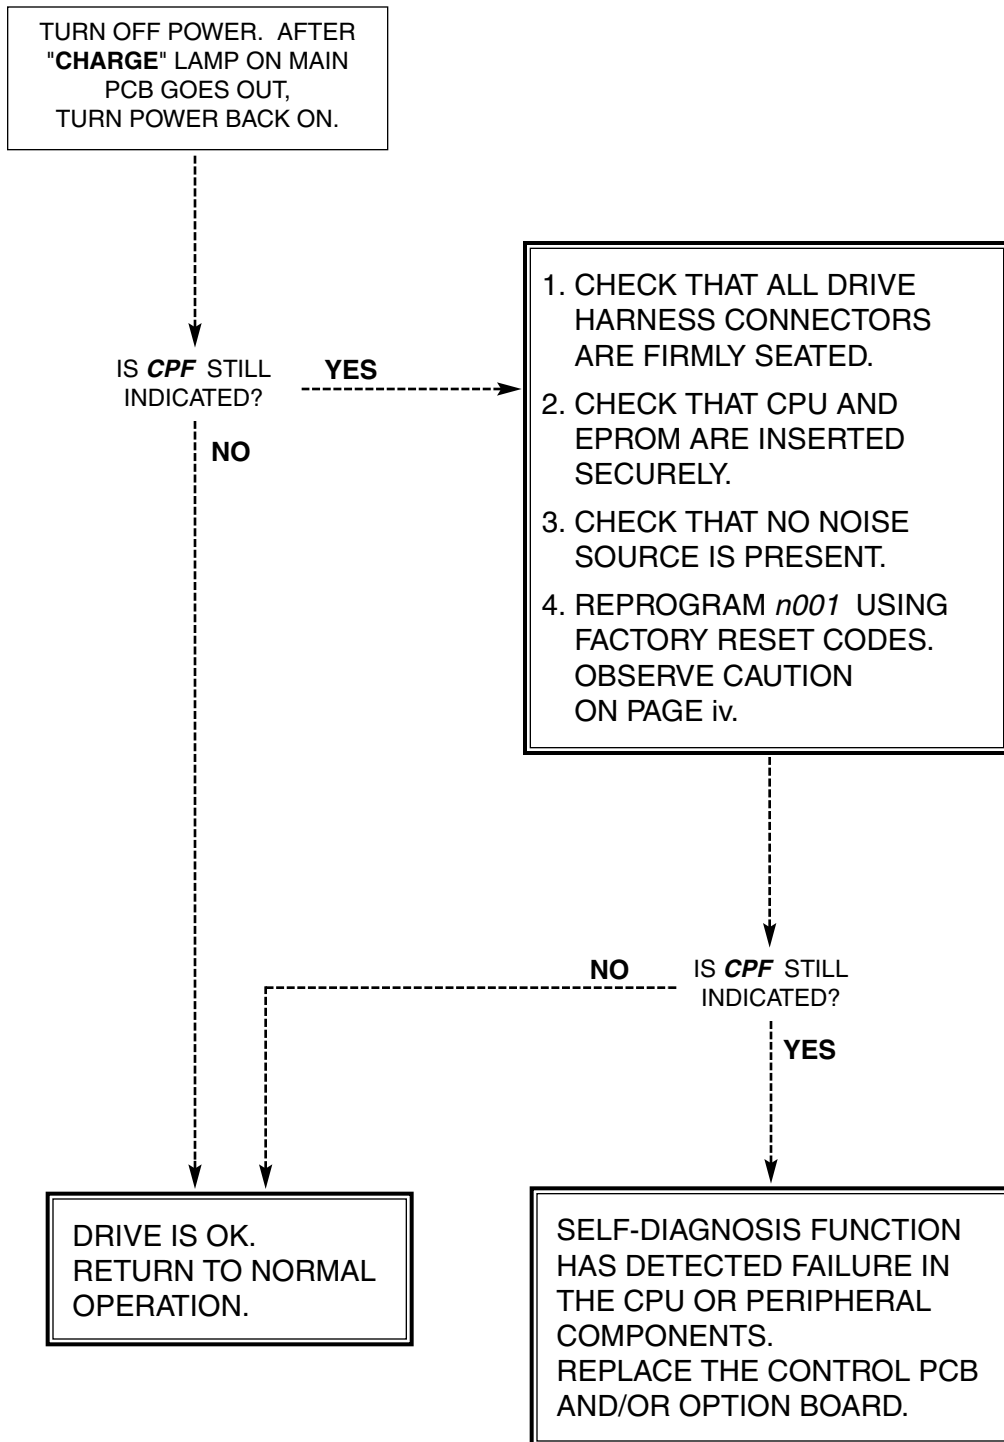 TURN OFF POWER. AFTER
"CHARGE" LAMP ON MAIN
PCB GOES OUT,
TURN POWER BACK ON.
IS CPF STILL
INDICATED?
YES
NO
1. CHECK THAT ALL DRIVE
HARNESS CONNECTORS
ARE FIRMLY SEATED.
2. CHECK THAT CPU AND
EPROM ARE INSERTED
SECURELY.
3. CHECK THAT NO NOISE
SOURCE IS PRESENT.
4. REPROGRAM n001 USING
FACTORY RESET CODES.
OBSERVE CAUTION
ON PAGE iv.
IS CPF STILL
INDICATED?
NO
YES
DRIVE IS OK.
RETURN TO NORMAL
OPERATION.
SELF-DIAGNOSIS FUNCTION
HAS DETECTED FAILURE IN
THE CPU OR PERIPHERAL
COMPONENTS.
REPLACE THE CONTROL PCB
AND/OR OPTION BOARD.